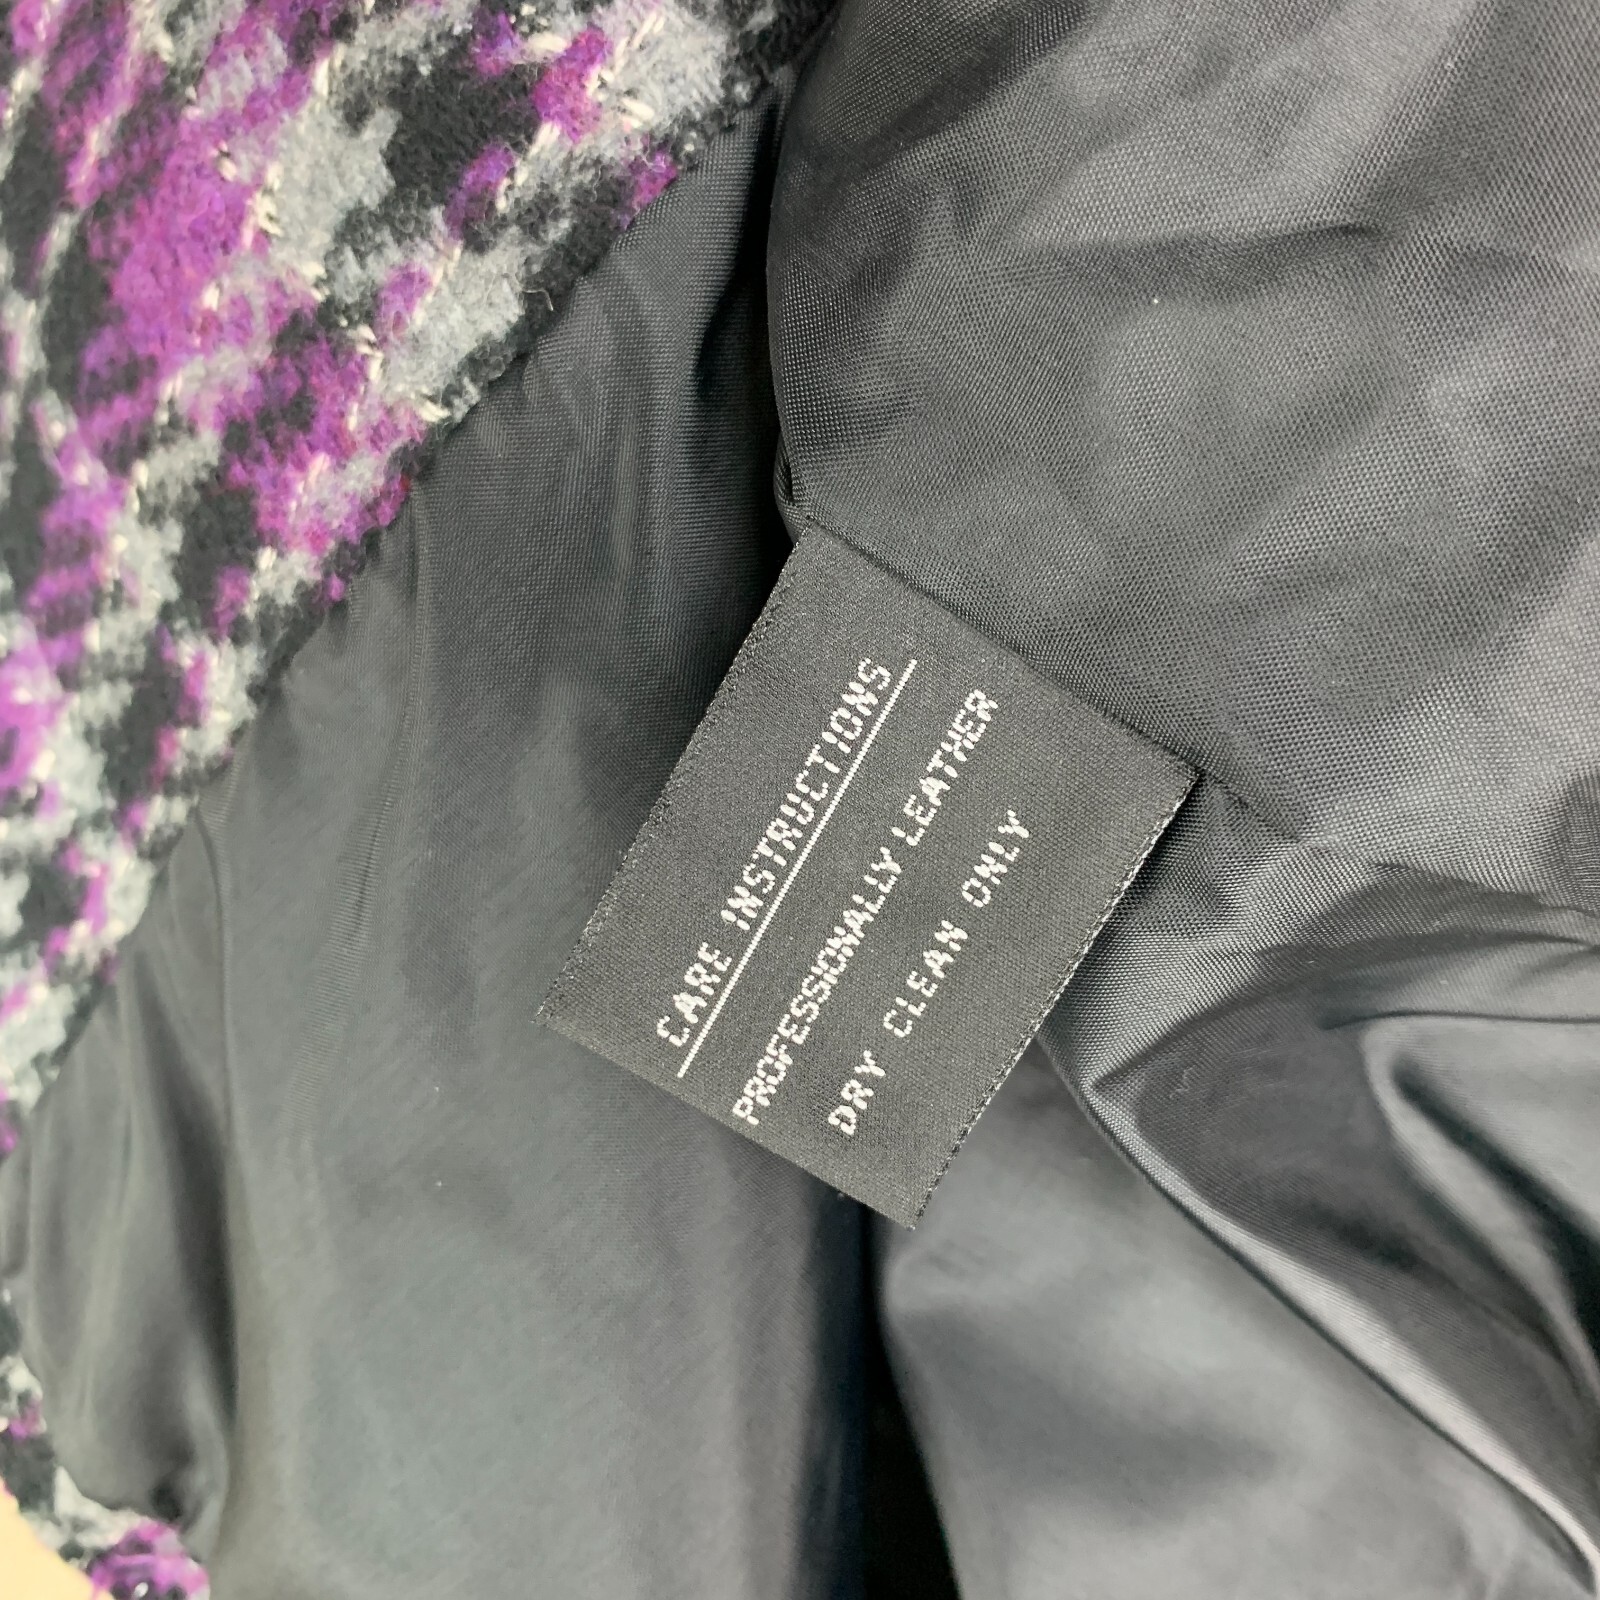 CARE INSTRUCTIONS
PROFESSIONALLY LEATHER
DRY CLEAN ONLY